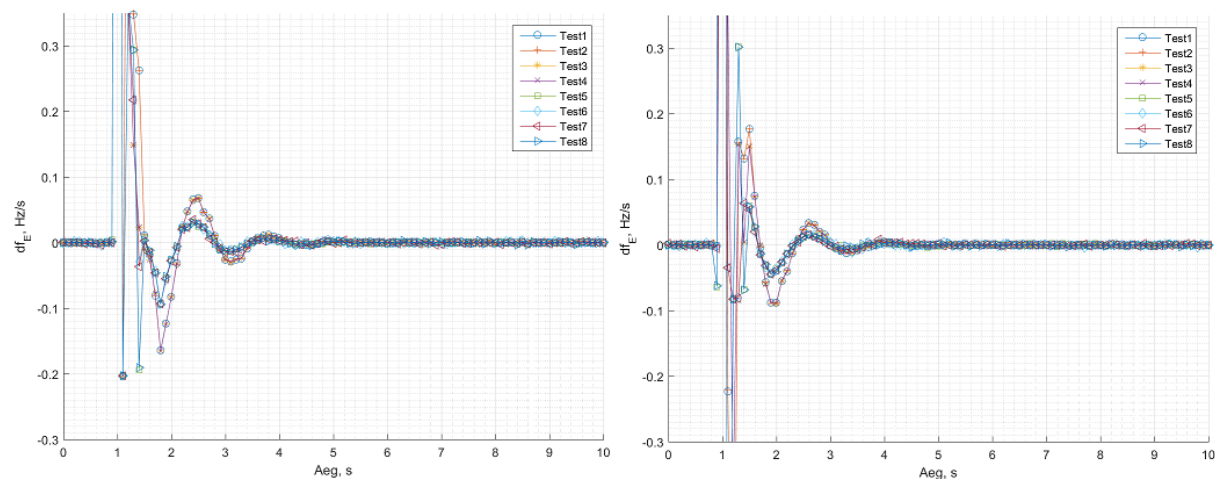 0.3
0.2
0.1
0
-0.1
-0.2
-0.3
df_E, Hz/s
0 1 2 3 4 5 6 7 8 9 10
Aeg, s
Test1
Test2
Test3
Test4
Test5
Test6
Test7
Test8
0.3
0.2
0.1
0
-0.1
-0.2
-0.3
df_E, Hz/s
0 1 2 3 4 5 6 7 8 9 10
Aeg, s
Test1
Test2
Test3
Test4
Test5
Test6
Test7
Test8